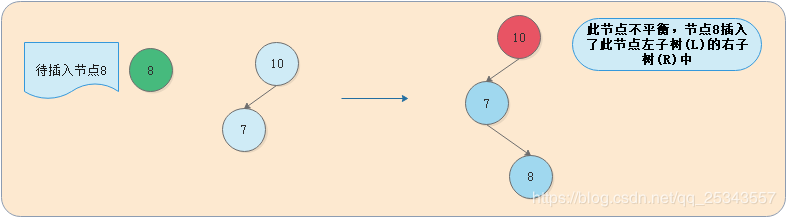 待插入节点8
8
10
7
10
7
8
此节点不平衡，节点8插入
了此节点左子树(L)的右子
树(R)中
https://blog.csdn.net/qq_25343557